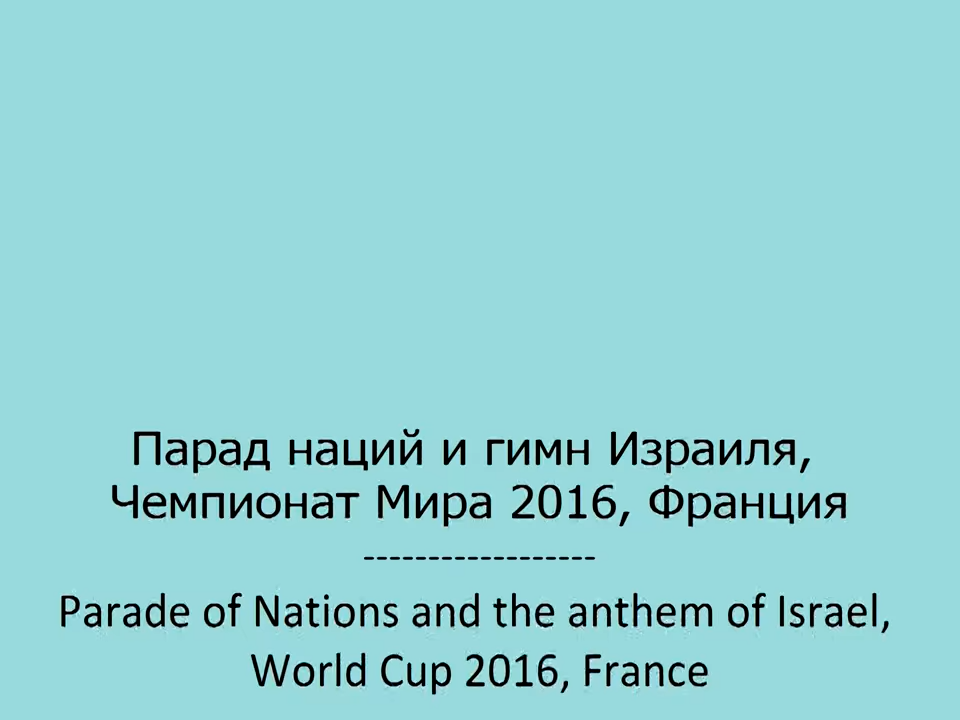 Парад наций и гимн Израиля,
Чемпионат Мира 2016, Франция
------------------
Parade of Nations and the anthem of Israel,
World Cup 2016, France